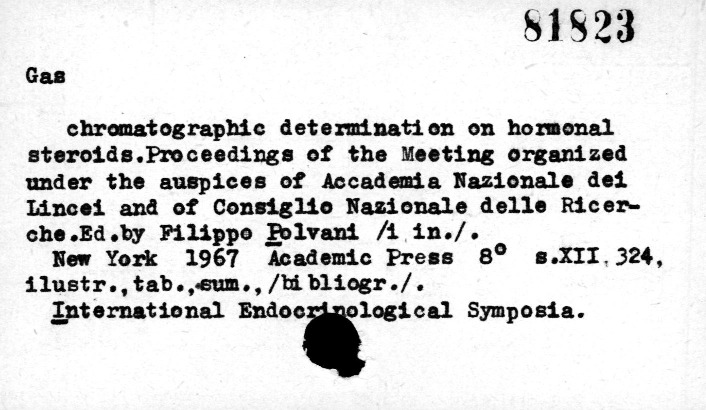 81823
Gas
chromatographic determination on hormonal
steroids.Proceedings of the Meeting organized
under the auspices of Accademia Nazionale dei
Lincei and of Consiglio Nazionale delle Ricer-
che.Ed.by Filippo Polvani /i in./.
New York 1967 Academic Press 8° s.XII,324,
ilustr.,tab.,sum.,/bibliogr./.
International Endocrinological Symposia.